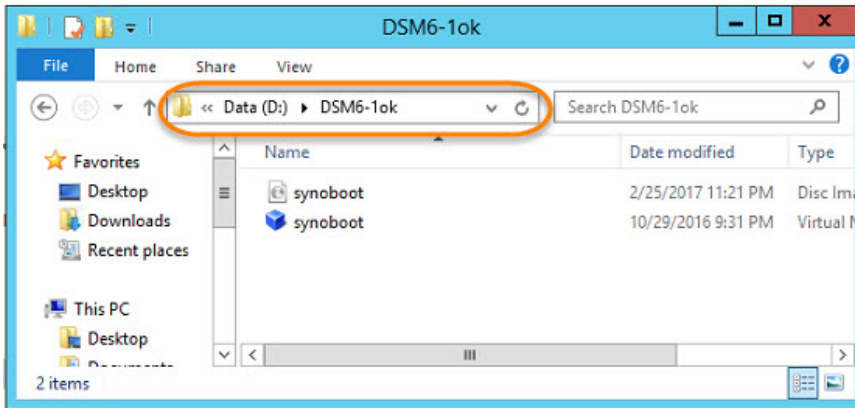 DSM6-1ok
File Home Share View
« Data (D:) DSM6-1ok Search DSM6-1ok
Name Date modified Type
Favorites
Desktop
Downloads
Recent places
This PC
Desktop
synoboot 2/25/2017 11:21 PM Disc Ima
synoboot 10/29/2016 9:31 PM Virtual
2 items